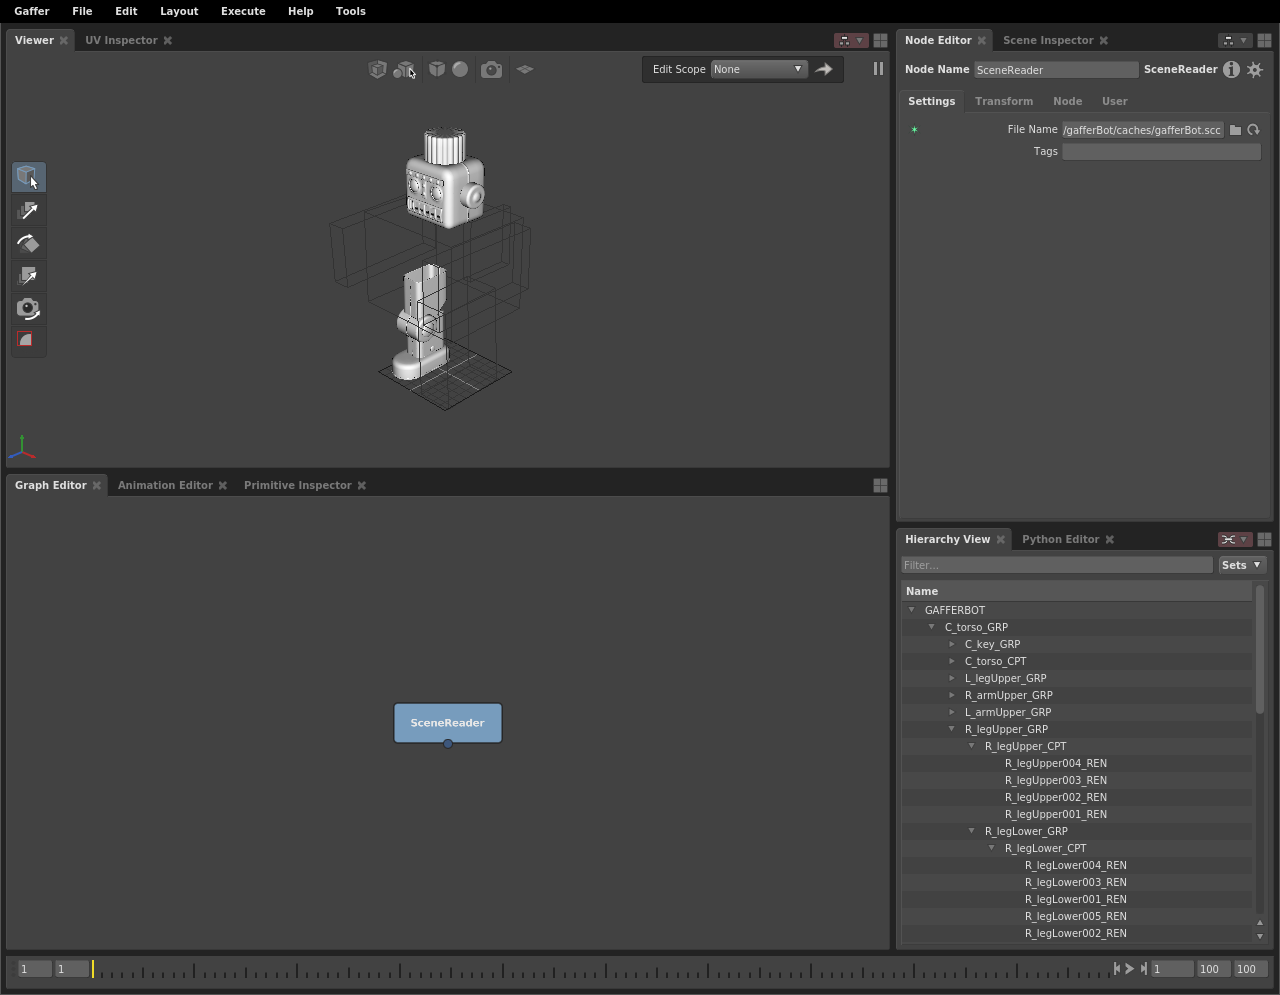 Gaffer File Edit Layout Execute Help Tools
Viewer UV Inspector
Edit Scope None
Node Editor Scene Inspector
Node Name SceneReader SceneReader
Settings Transform Node User
File Name /gafferBot/caches/gafferBot.scc
Tags
Graph Editor Animation Editor Primitive Inspector
SceneReader
Hierarchy View Python Editor
Filter... Sets
Name
GAFFERBOT
C_torso_GRP
C_key_GRP
C_torso_CPT
L_legUpper_GRP
R_armUpper_GRP
L_armUpper_GRP
R_legUpper_GRP
R_legUpper_CPT
R_legUpper004_REN
R_legUpper003_REN
R_legUpper002_REN
R_legUpper001_REN
R_legLower_GRP
R_legLower_CPT
R_legLower004_REN
R_legLower003_REN
R_legLower001_REN
R_legLower005_REN
R_legLower002_REN
1 1 1 100 100